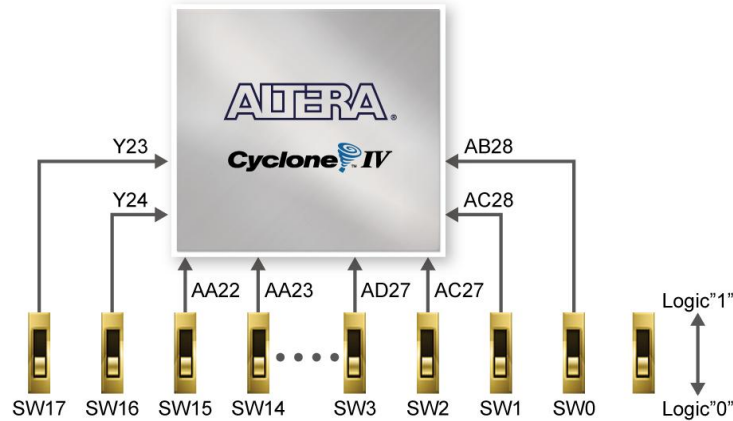 ALTERA®
Cyclone™ IV
Y23
AB28
Y24
AC28
AA22
AA23
AD27
AC27
Logic"1"
SW17
SW16
SW15
SW14
SW3
SW2
SW1
SW0
Logic"0"